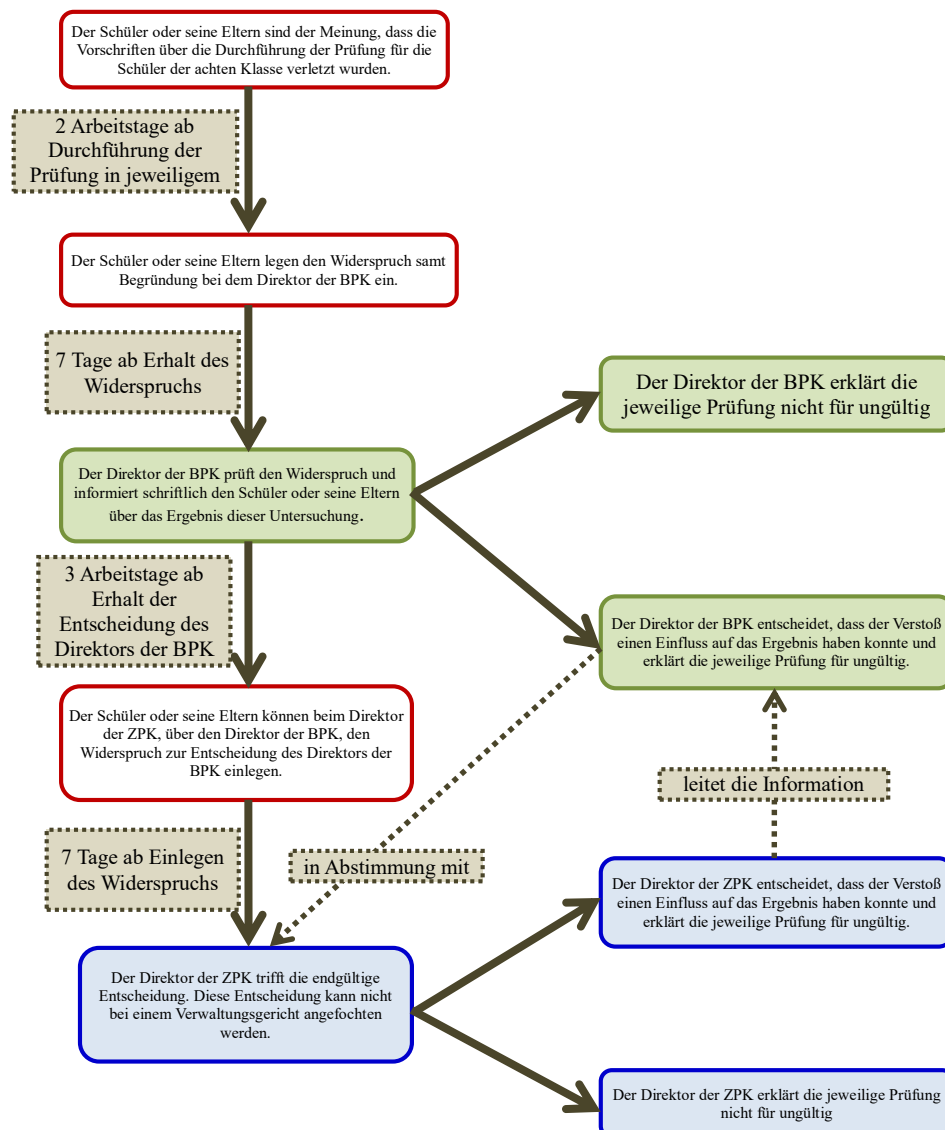 Der Schüler oder seine Eltern sind der Meinung, dass die
Vorschriften über die Durchführung der Prüfung für die
Schüler der achten Klasse verletzt wurden.
2 Arbeitstage ab
Durchführung der
Prüfung in jeweiligem
Der Schüler oder seine Eltern legen den Widerspruch samt
Begründung bei dem Direktor der BPK ein.
7 Tage ab Erhalt des
Widerspruchs
Der Direktor der BPK erklärt die
jeweilige Prüfung nicht für ungültig
Der Direktor der BPK prüft den Widerspruch und
informiert schriftlich den Schüler oder seine Eltern
über das Ergebnis dieser Untersuchung.
3 Arbeitstage ab
Erhalt der
Entscheidung des
Direktors der BPK
Der Direktor der BPK entscheidet, dass der Verstoß
einen Einfluss auf das Ergebnis haben konnte und
erklärt die jeweilige Prüfung für ungültig.
Der Schüler oder seine Eltern können beim Direktor
der ZPK, über den Direktor der BPK, den
Widerspruch zur Entscheidung des Direktors der
BPK einlegen.
leitet die Information
7 Tage ab Einlegen
des Widerspruchs
in Abstimmung mit
Der Direktor der ZPK entscheidet, dass der Verstoß
einen Einfluss auf das Ergebnis haben konnte und
erklärt die jeweilige Prüfung für ungültig.
Der Direktor der ZPK trifft die endgültige
Entscheidung. Diese Entscheidung kann nicht
bei einem Verwaltungsgericht angefochten
werden.
Der Direktor der ZPK erklärt die jeweilige Prüfung
nicht für ungültig